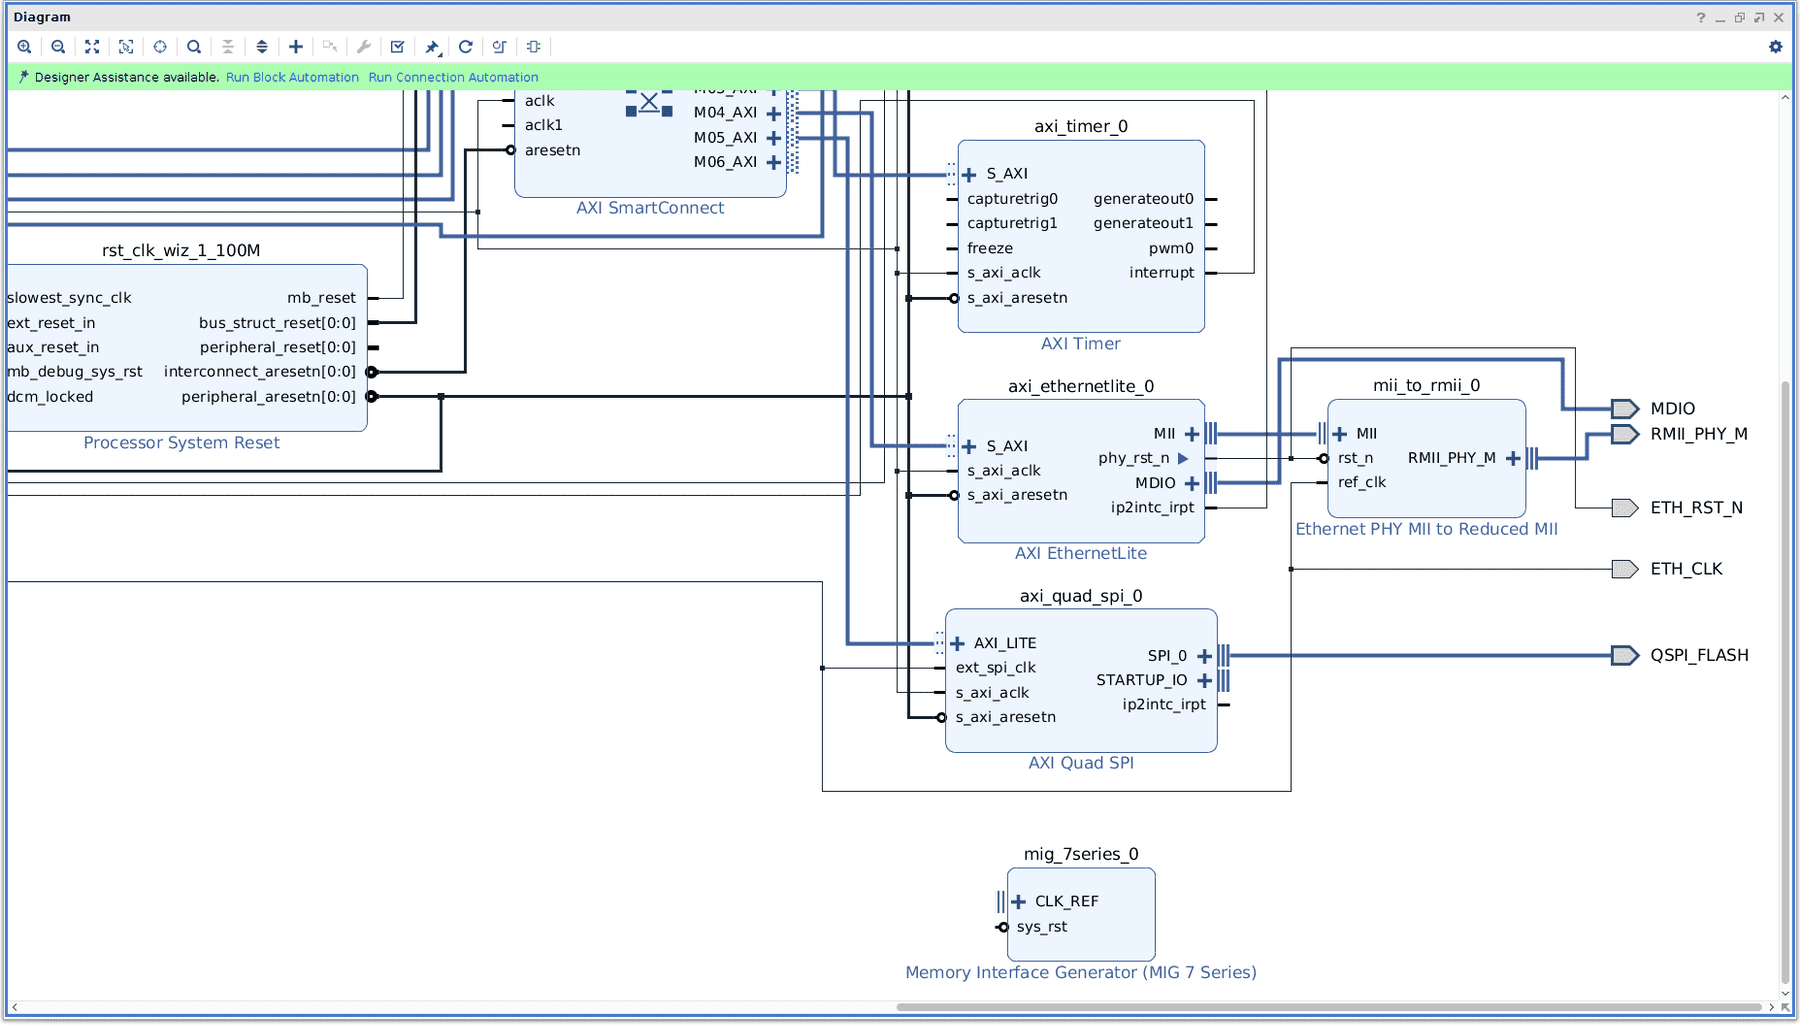 Diagram
Designer Assistance available. Run Block Automation Run Connection Automation
aclk
aclk1
aresetn
M04_AXI
M05_AXI
M06_AXI
AXI SmartConnect
rst_clk_wiz_1_100M
slowest_sync_clk
ext_reset_in
aux_reset_in
mb_debug_sys_rst
dcm_locked
mb_reset
bus_struct_reset[0:0]
peripheral_reset[0:0]
interconnect_aresetn[0:0]
peripheral_aresetn[0:0]
Processor System Reset
axi_timer_0
S_AXI
capturetrig0
capturetrig1
freeze
s_axi_aclk
s_axi_aresetn
generateout0
generateout1
pwm0
interrupt
AXI Timer
axi_ethernetlite_0
S_AXI
s_axi_aclk
s_axi_aresetn
MII
phy_rst_n
MDIO
ip2intc_irpt
AXI EthernetLite
mii_to_rmii_0
MII
rst_n
ref_clk
RMII_PHY_M
Ethernet PHY MII to Reduced MII
MDIO
RMII_PHY_M
ETH_RST_N
ETH_CLK
axi_quad_spi_0
AXI_LITE
ext_spi_clk
s_axi_aclk
s_axi_aresetn
SPI_0
STARTUP_IO
ip2intc_irpt
AXI Quad SPI
QSPI_FLASH
mig_7series_0
CLK_REF
sys_rst
Memory Interface Generator (MIG 7 Series)